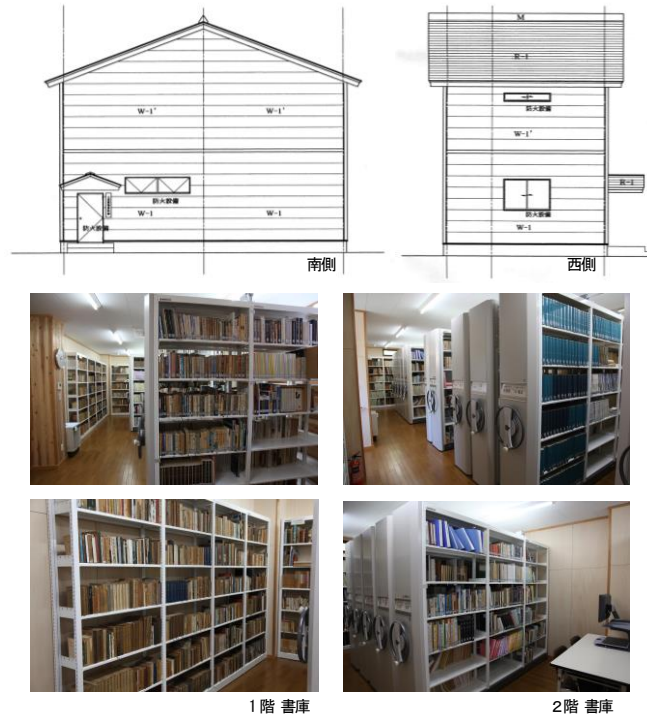 M
R-1
W-1' W-1'
防火設備
W-1'
R-1
防火設備
W-1 W-1
防火設備
防火設備
W-1
南側 西側
1階 書庫 2階 書庫